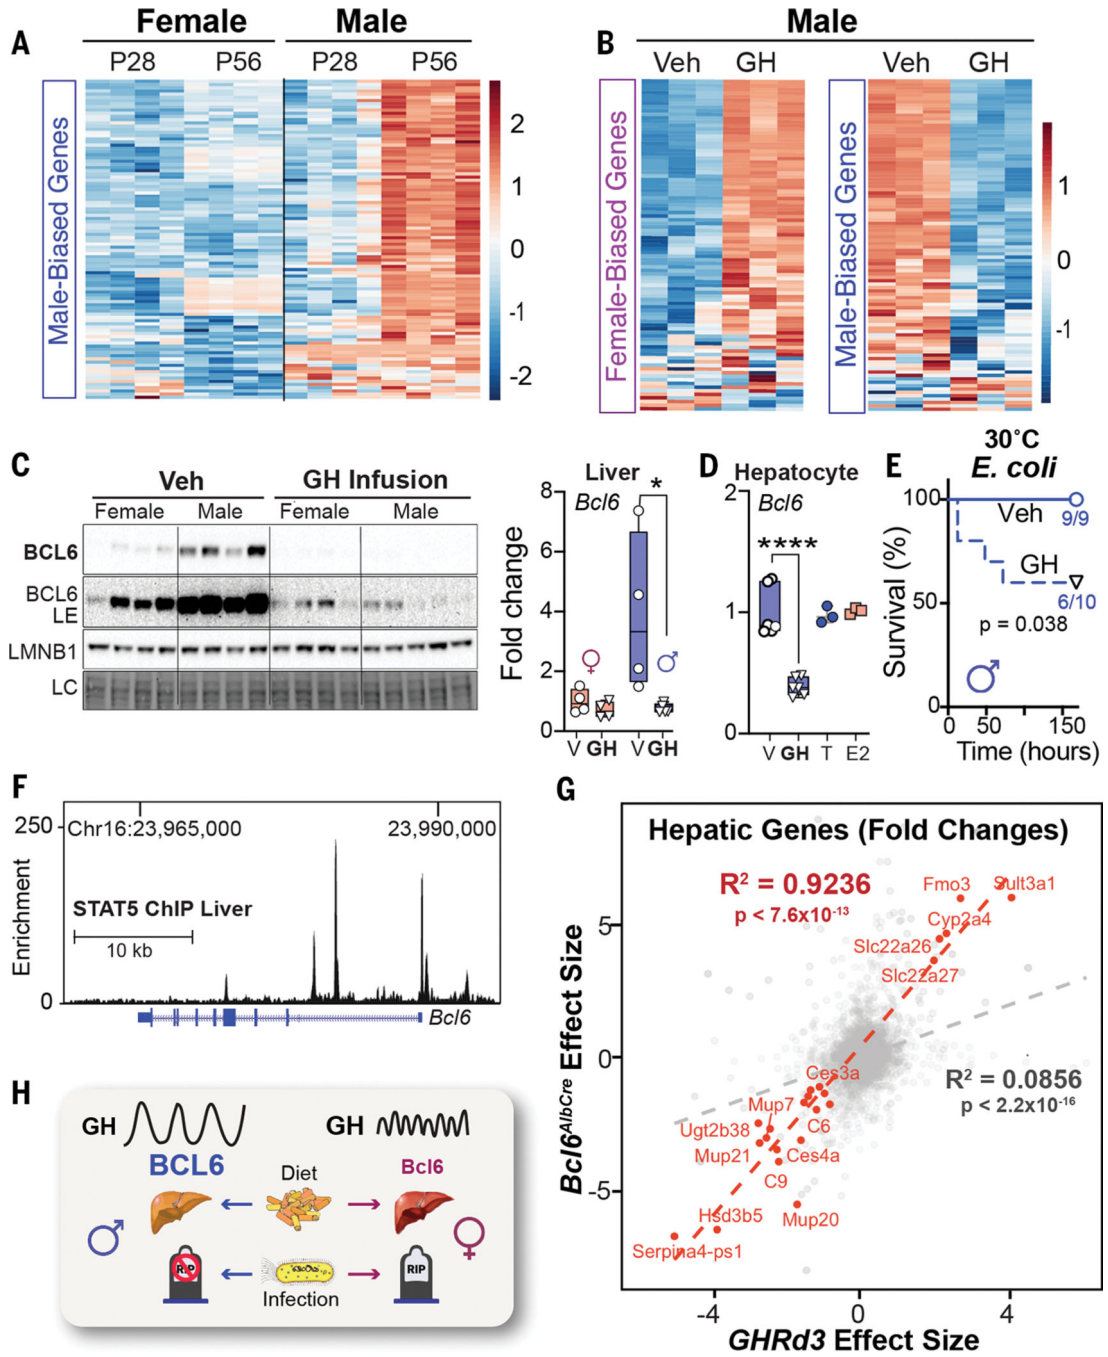 A
Female
Male
P28
P56
P28
P56
Male-Biased Genes
2
1
0
-1
-2
B
Male
Veh
GH
Veh
GH
Female-Biased Genes
Male-Biased Genes
1
0
-1
C
Veh
GH Infusion
Female
Male
Female
Male
BCL6
BCL6
LE
LMNB1
LC
Liver
Bcl6
*
Fold change
8
6
4
2
0
♀
♂
V
GH
V
GH
D
Hepatocyte
Bcl6
****
2
1
0
V
GH
T
E2
E
30°C
E. coli
Survival (%)
100
50
0
Veh
9/9
GH
6/10
p = 0.038
♂
0
50
150
Time (hours)
F
Enrichment
250
0
Chr16:23,965,000
23,990,000
STAT5 ChIP Liver
10 kb
Bcl6
G
Hepatic Genes (Fold Changes)
R² = 0.9236
p < 7.6x10⁻¹³
Fmo3
Sult3a1
Cyp2a4
Slc22a26
Slc22a27
Ces3a
R² = 0.0856
p < 2.2x10⁻¹⁶
Mup7
C6
Ugt2b38
Mup21
Ces4a
C9
Hsd3b5
Mup20
Serpina4-ps1
Bcl6AlbCre Effect Size
5
0
-5
-4
0
4
GHRd3 Effect Size
H
GH
GH
BCL6
Bcl6
Diet
♂
♀
RIP
RIP
Infection